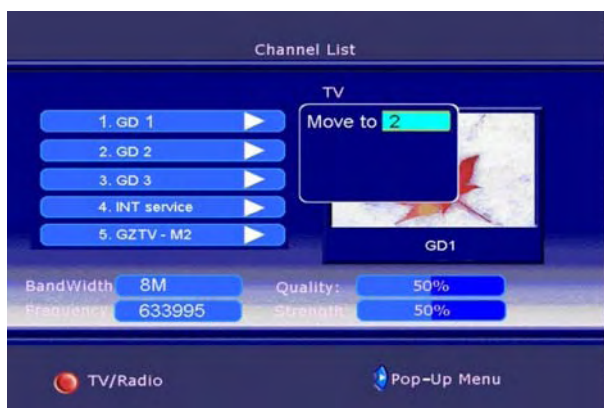 Channel List
TV
1. GD 1
2. GD 2
3. GD 3
4. INT service
5. GZTV - M2
Move to 2
GD1
BandWidth 8M Quality: 50%
Frequency 633995 Strength 50%
TV/Radio Pop-Up Menu